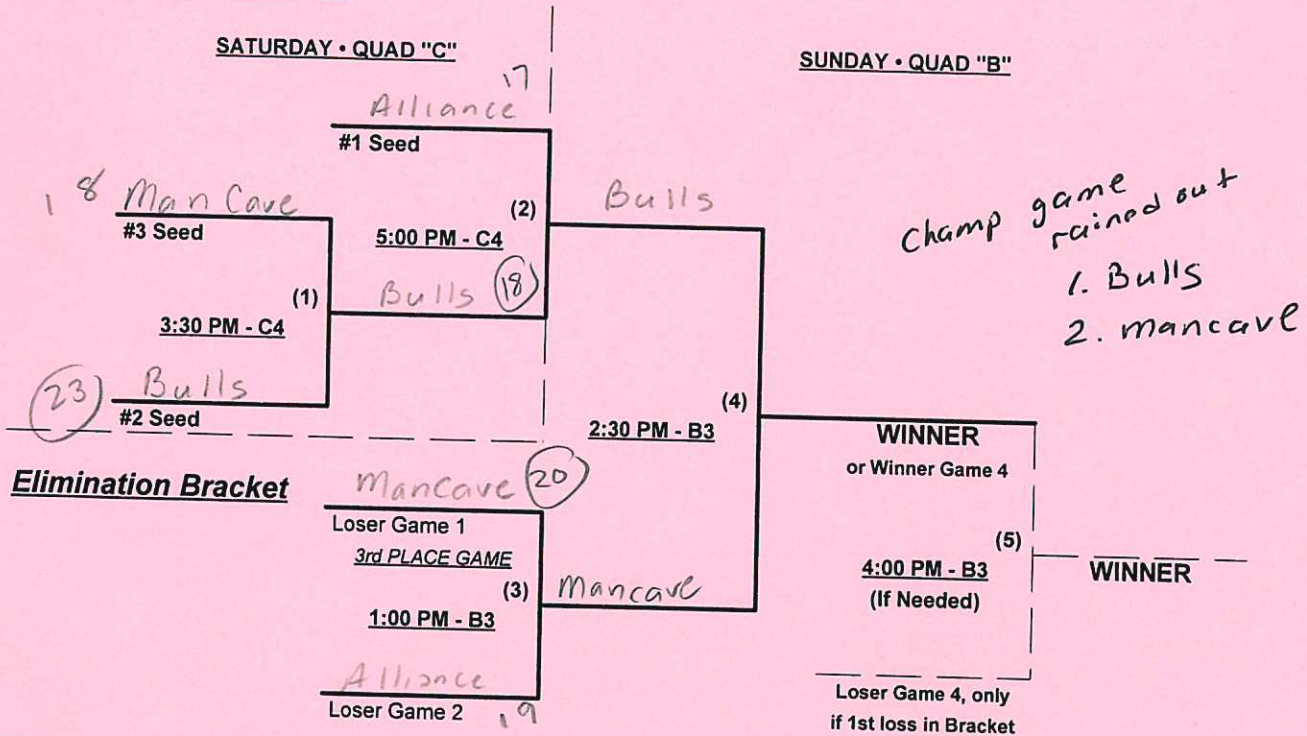 SATURDAY • QUAD "C"
SUNDAY • QUAD "B"
17
Alliance
#1 Seed
18 Man Cave
#3 Seed
(2)
5:00 PM - C4
Bulls
Champ game
rained out
1. Bulls
2. mancave
(1)
3:30 PM - C4
Bulls 18
23 Bulls
#2 Seed
(4)
2:30 PM - B3
WINNER
or Winner Game 4
Elimination Bracket
Mancave 20
Loser Game 1
3rd PLACE GAME
(3)
1:00 PM - B3
Mancave
(5)
4:00 PM - B3
(If Needed)
WINNER
Alliance
Loser Game 2 19
Loser Game 4, only
if 1st loss in Bracket